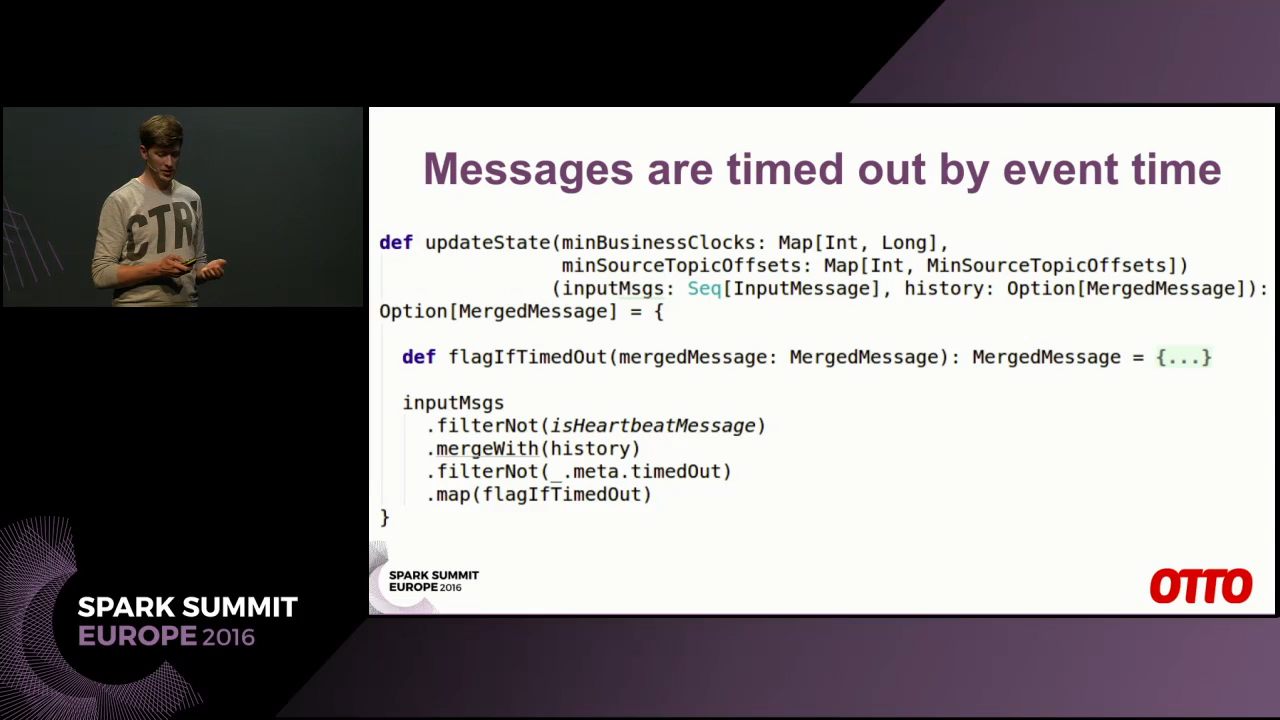 CTRL
Messages are timed out by event time
def updateState(minBusinessClocks: Map[Int, Long],
minSourceTopicOffsets: Map[Int, MinSourceTopicOffsets])
(inputMsgs: Seq[InputMessage], history: Option[MergedMessage]):
Option[MergedMessage] = {
def flagIfTimedOut(mergedMessage: MergedMessage): MergedMessage = {...}
inputMsgs
.filterNot(isHeartbeatMessage)
.mergeWith(history)
.filterNot(_.meta.timedOut)
.map(flagIfTimedOut)
}
SPARK SUMMIT
EUROPE 2016
OTTO
SPARK SUMMIT
EUROPE 2016